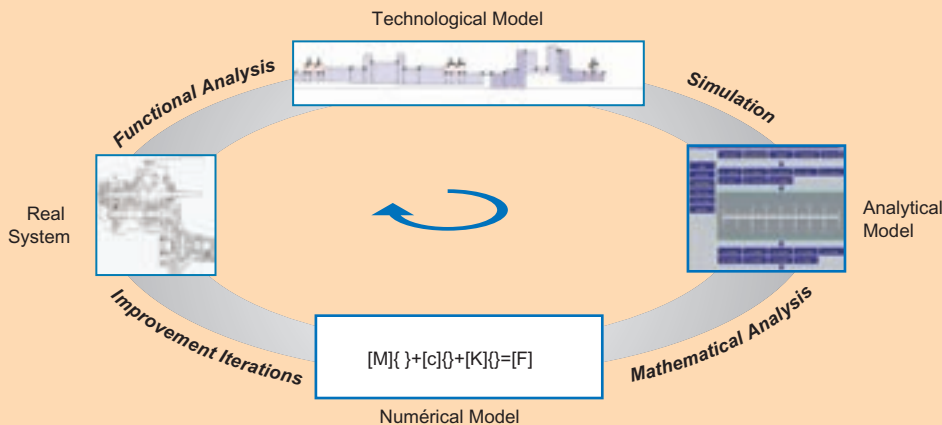 Technological Model
Functional Analysis
Simulation
Real
System
Analytical
Model
Improvement Iterations
Mathematical Analysis
[M]{ }+[c]{}+[K]{}=[F]
Numérical Model